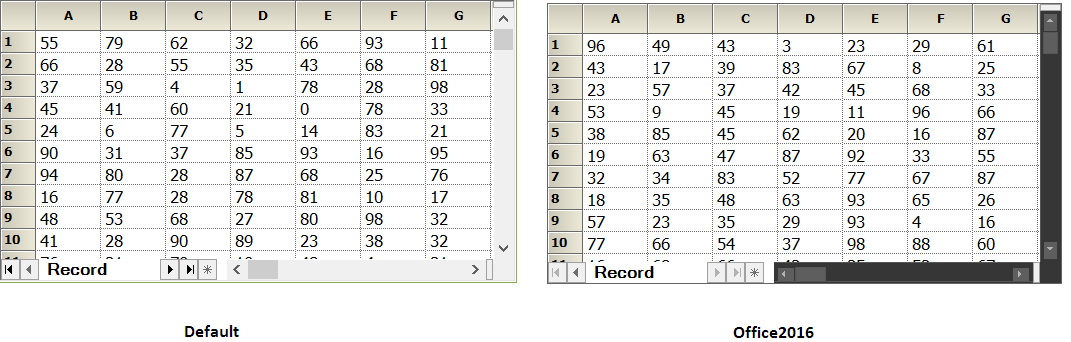 A B C D E F G
1 55 79 62 32 66 93 11
2 66 28 55 35 43 68 81
3 37 59 4 1 78 28 98
4 45 41 60 21 0 78 33
5 24 6 77 5 14 83 21
6 90 31 37 85 93 16 95
7 94 80 28 87 68 25 76
8 16 77 28 78 81 10 17
9 48 53 68 27 80 98 32
10 41 28 90 89 23 38 32
Record
Default
A B C D E F G
1 96 49 43 3 23 29 61
2 43 17 39 83 67 8 25
3 23 57 37 42 45 68 33
4 53 9 45 19 11 96 66
5 38 85 45 62 20 16 87
6 19 63 47 87 92 33 55
7 32 34 83 52 77 67 87
8 18 35 48 63 93 65 26
9 57 23 35 29 93 4 16
10 77 66 54 37 98 88 60
Record
Office2016